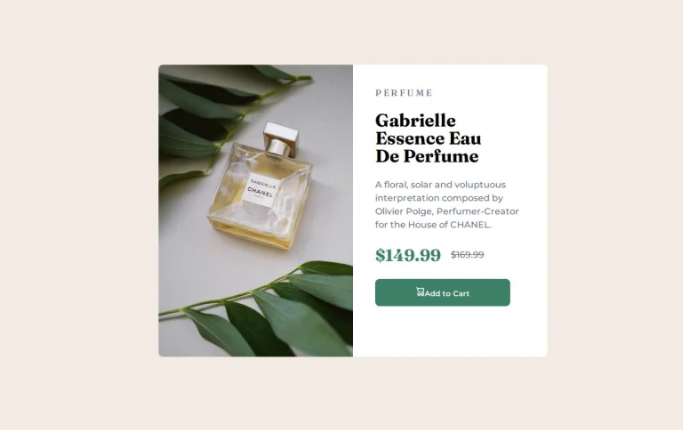 GABRIELLE
CHANEL
PERFUME
Gabrielle
Essence Eau
De Perfume
A floral, solar and voluptuous
interpretation composed by
Olivier Polge, Perfumer-Creator
for the House of CHANEL.
$149.99 $169.99
Add to Cart